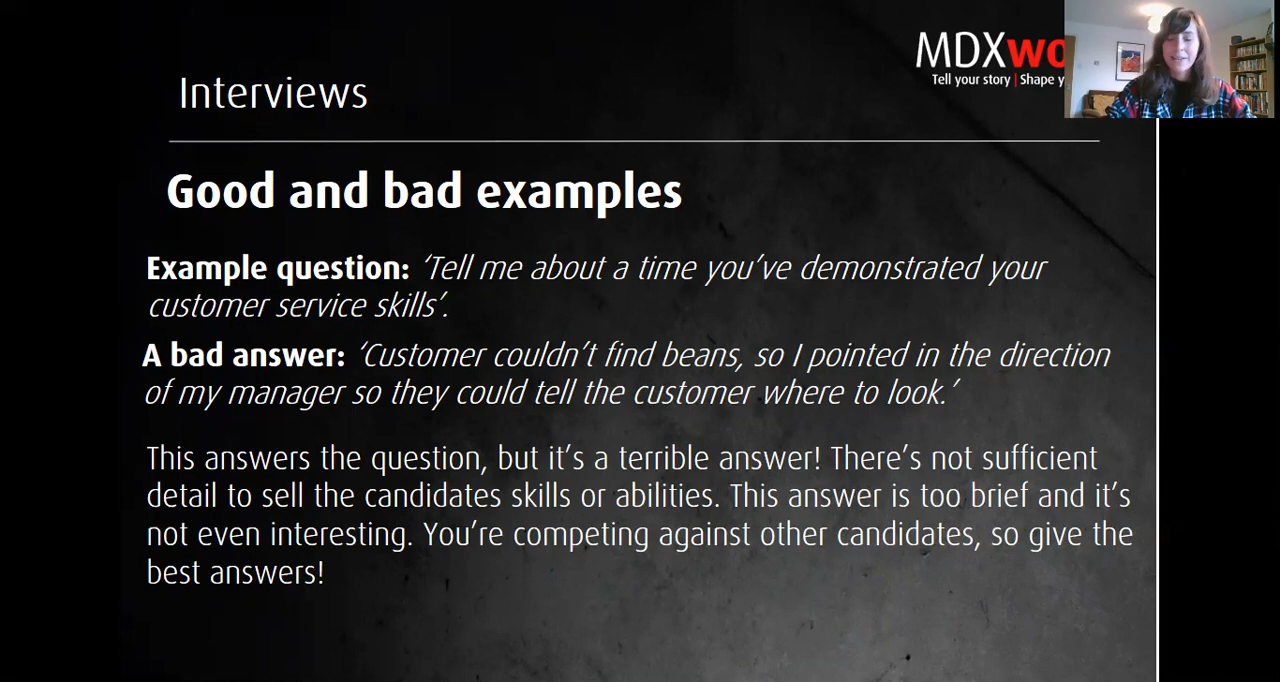 MDXwo
Tell your story | Shape y
Interviews
Good and bad examples
Example question: ‘Tell me about a time you’ve demonstrated your
customer service skills’.
A bad answer: ‘Customer couldn’t find beans, so I pointed in the direction
of my manager so they could tell the customer where to look.’
This answers the question, but it’s a terrible answer! There’s not sufficient
detail to sell the candidates skills or abilities. This answer is too brief and it’s
not even interesting. You’re competing against other candidates, so give the
best answers!